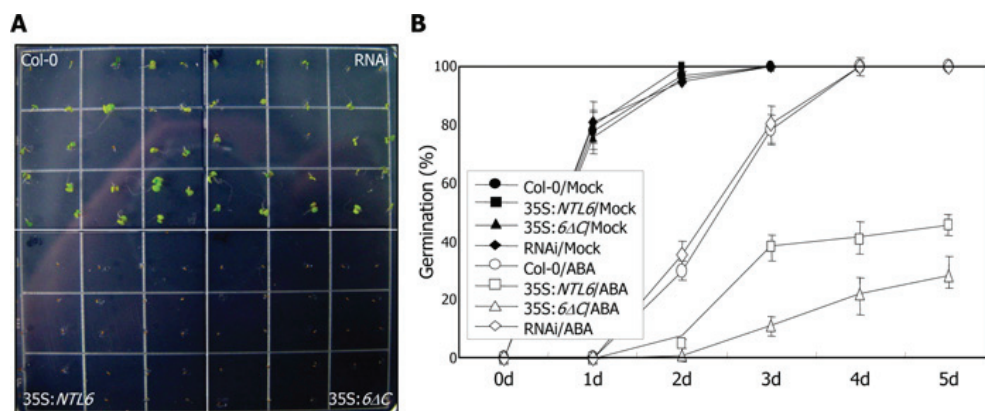 A
Col-0
RNAi
35S:NTL6
35S:6ΔC
B
Germination (%)
100
80
60
40
20
0
Col-0/Mock
35S:NTL6/Mock
35S:6ΔC/Mock
RNAi/Mock
Col-0/ABA
35S:NTL6/ABA
35S:6ΔC/ABA
RNAi/ABA
0d 1d 2d 3d 4d 5d